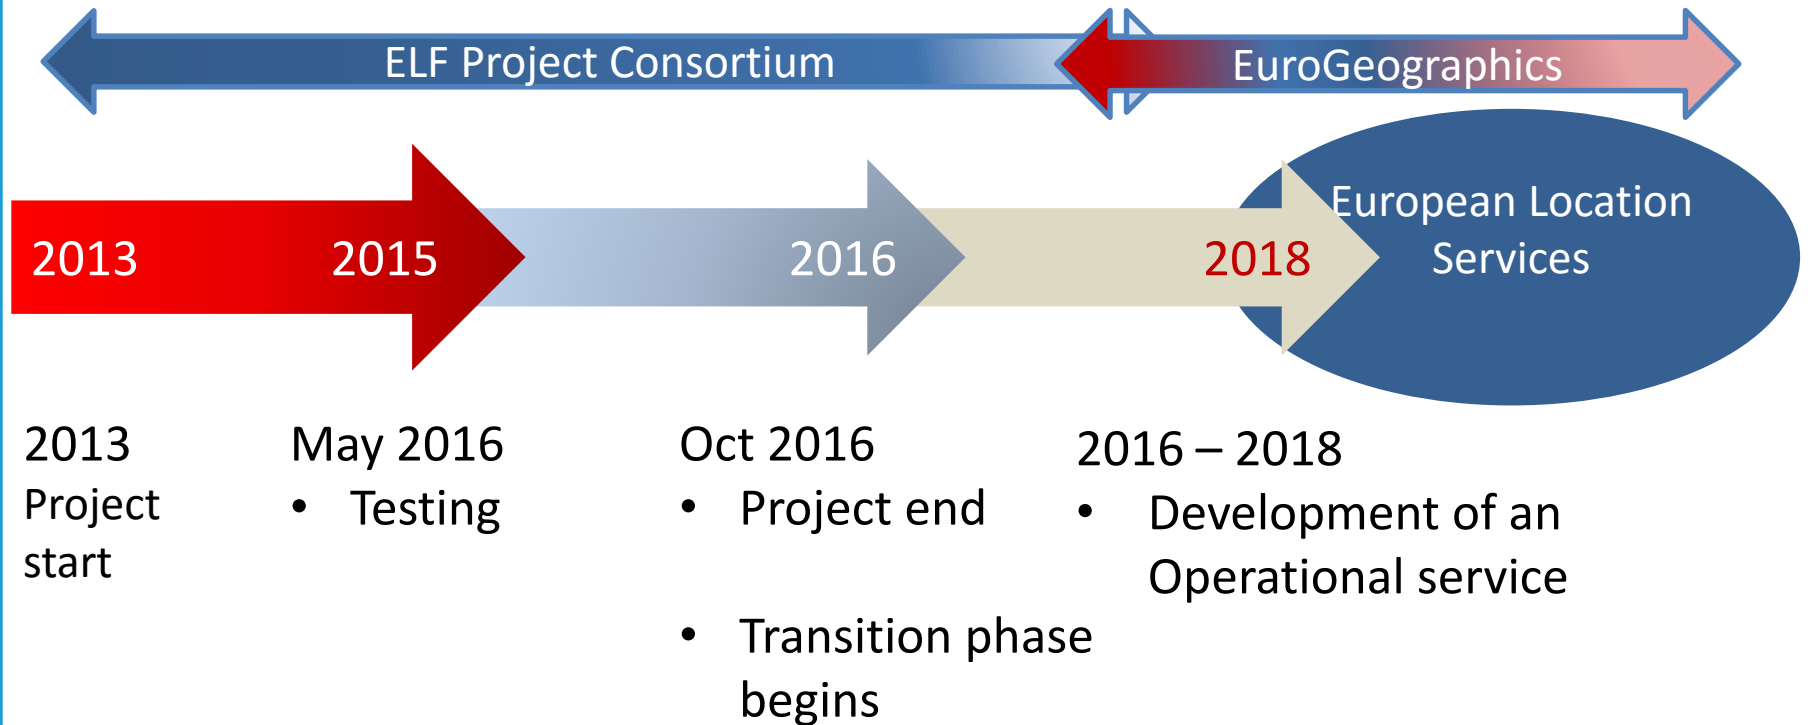 ELF Project Consortium
EuroGeographics
European Location
Services
2013
2015
2016
2018
2013
Project
start
May 2016
• Testing
Oct 2016
• Project end
• Transition phase
begins
2016 – 2018
• Development of an
Operational service